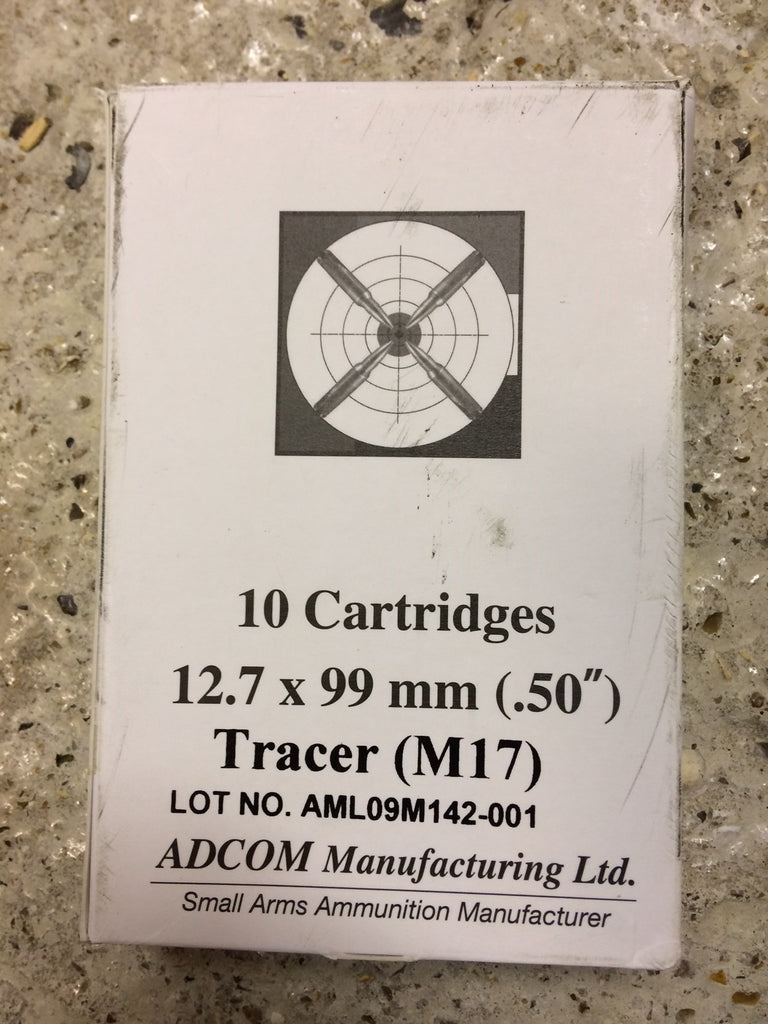 10 Cartridges
12.7 x 99 mm (.50″)
Tracer (M17)
LOT NO. AML09M142-001
ADCOM Manufacturing Ltd.
Small Arms Ammunition Manufacturer